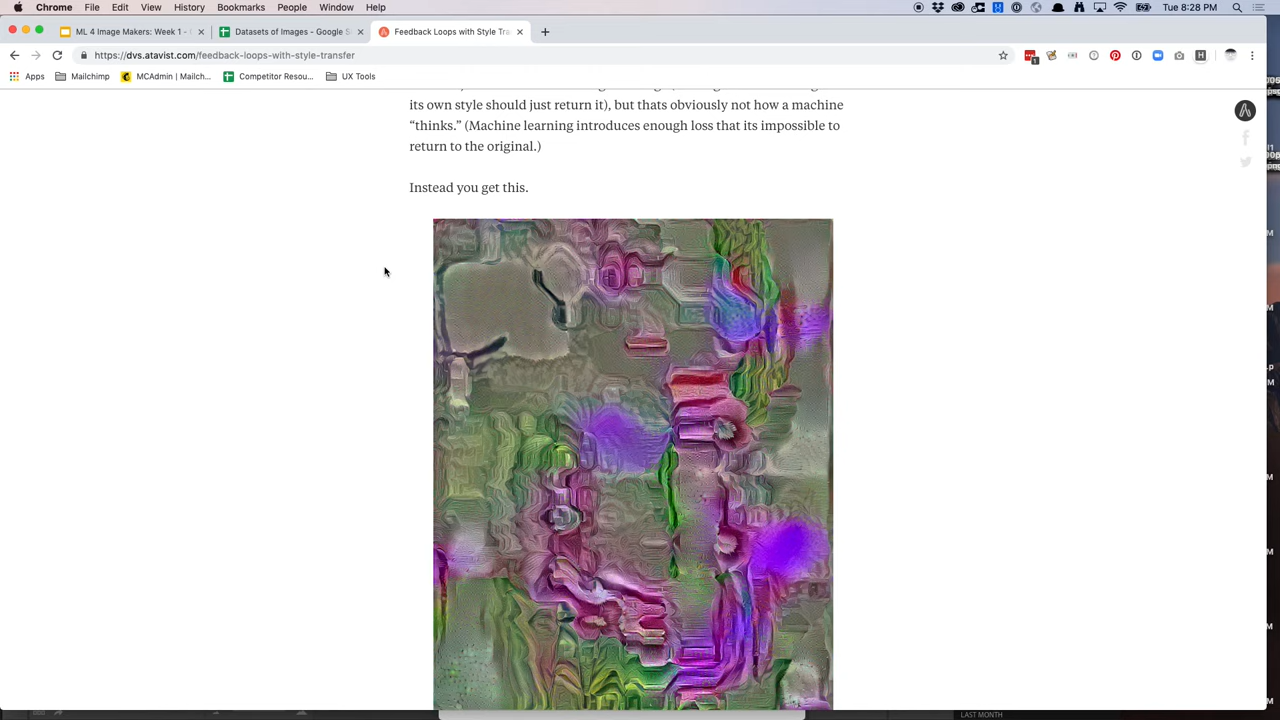 Chrome File Edit View History Bookmarks People Window Help Tue 8:28 PM
ML 4 Image Makers: Week 1 - Datasets of Images - Google Feedback Loops with Style
https://dvs.atavist.com/feedback-loops-with-style-transfer
Apps Mailchimp MCAdmin | Mailch... Competitor Resou... UX Tools
its own style should just return it), but thats obviously not how a machine
“thinks.” (Machine learning introduces enough loss that its impossible to
return to the original.)
Instead you get this.
LAST MONTH